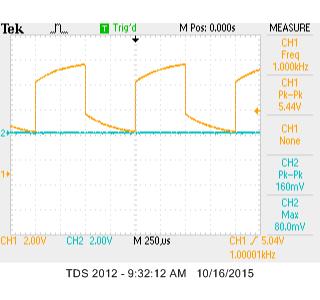 Tek Trig'd M Pos: 0.000s MEASURE
CH1
Freq
1.000kHz
CH1
Pk-Pk
5.44V
CH1
None
2
CH2
Pk-Pk
160mV
1
CH2
Max
80.0mV
CH1 2.00V CH2 2.00V M 250µs CH1 / 5.04V
1.00001kHz
TDS 2012 - 9:32:12 AM 10/16/2015